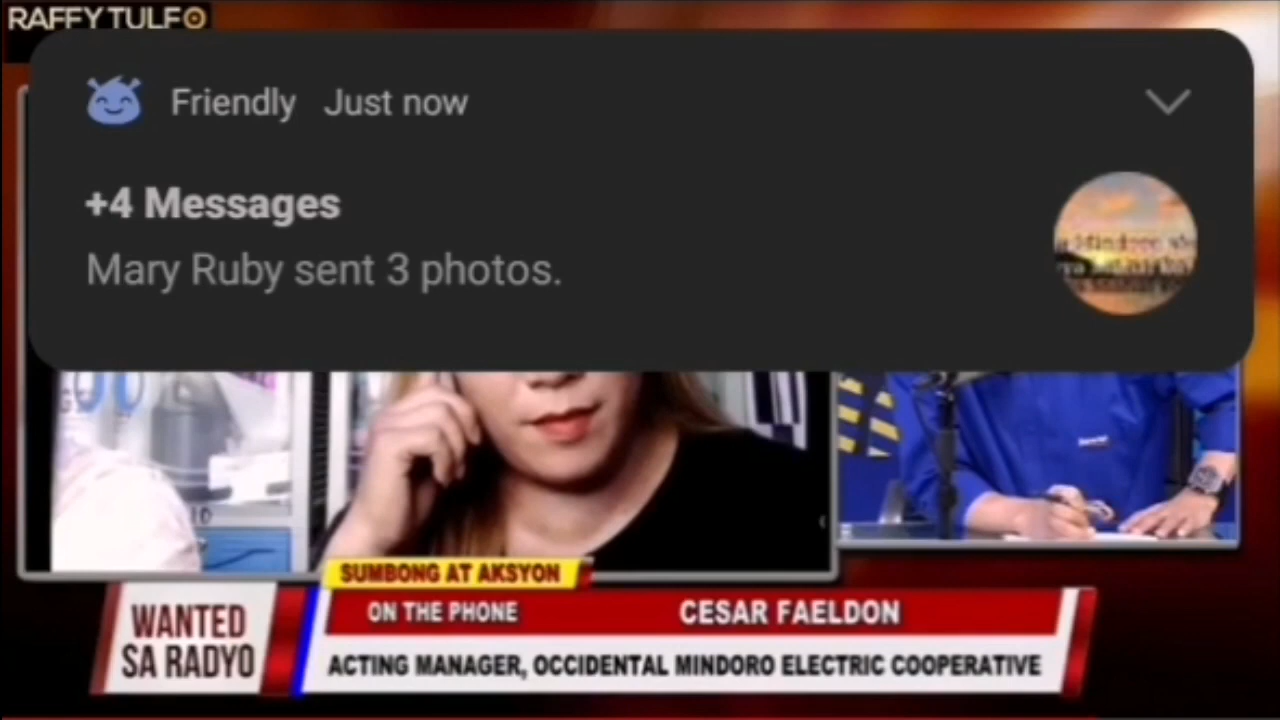 RAFFY TULFO
Friendly Just now
+4 Messages
Mary Ruby sent 3 photos.
SUMBONG AT AKSYON
WANTED
SA RADYO
ON THE PHONE
CESAR FAELDON
ACTING MANAGER, OCCIDENTAL MINDORO ELECTRIC COOPERATIVE